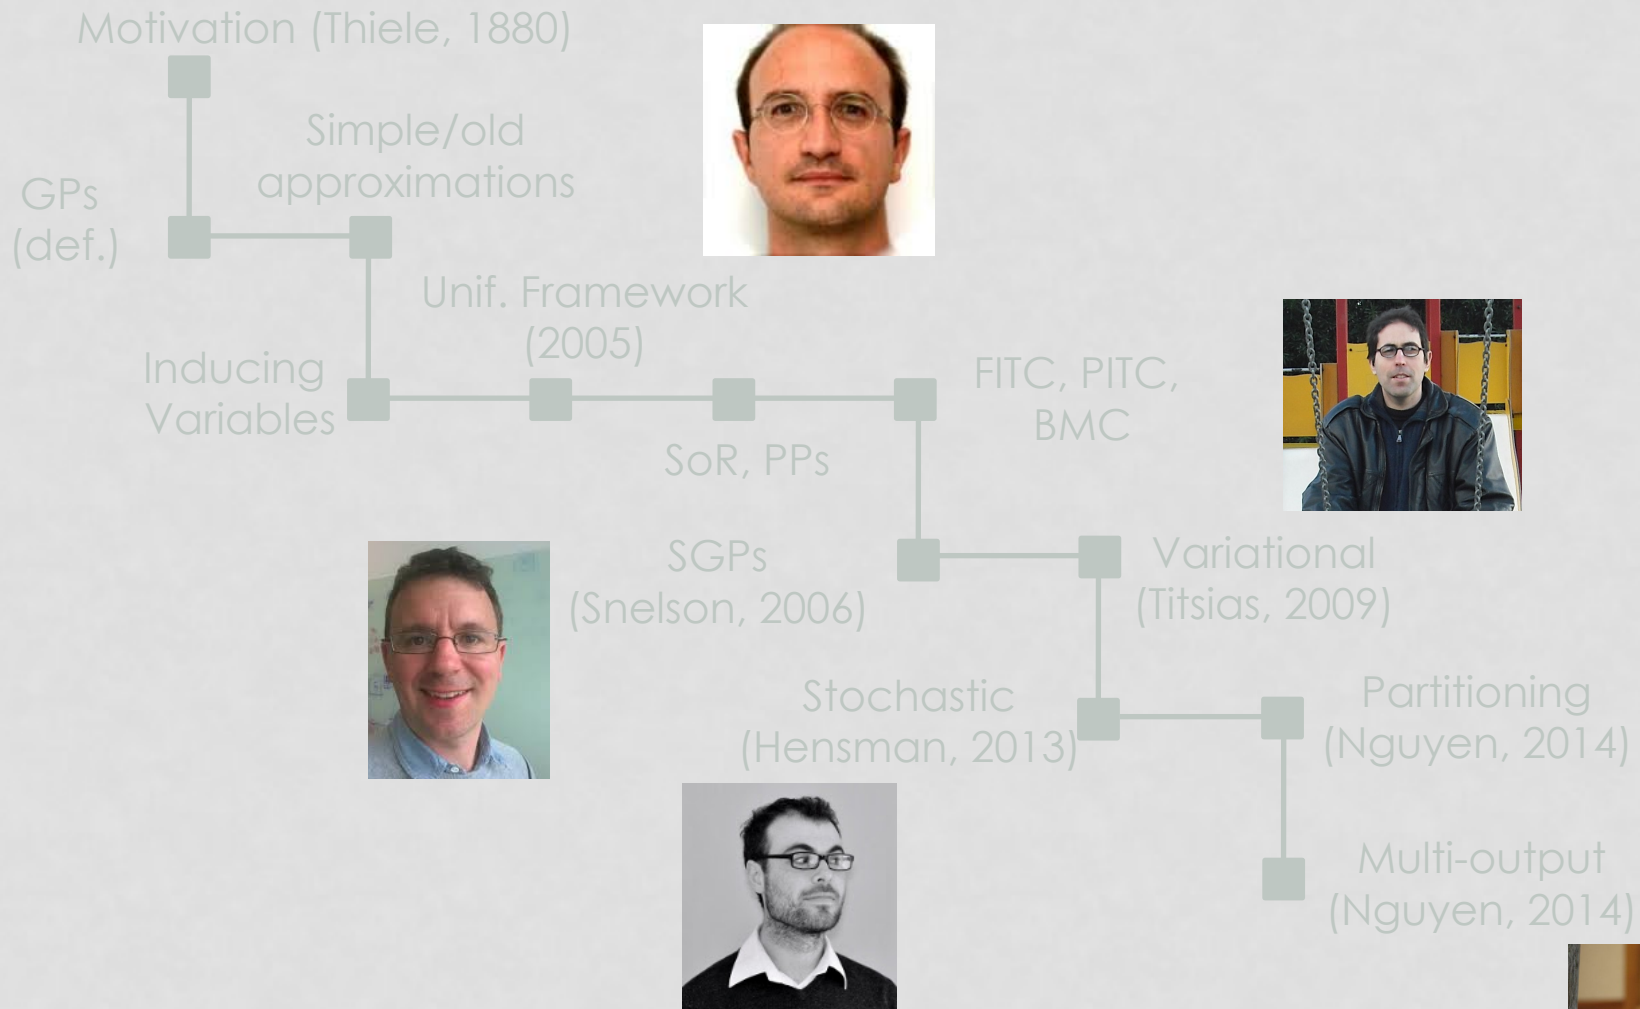 Motivation (Thiele, 1880)
Simple/old
approximations
GPs
(def.)
Unif. Framework
(2005)
Inducing
Variables
FITC, PITC,
BMC
SoR, PPs
SGPs
(Snelson, 2006)
Variational
(Titsias, 2009)
Stochastic
(Hensman, 2013)
Partitioning
(Nguyen, 2014)
Multi-output
(Nguyen, 2014)